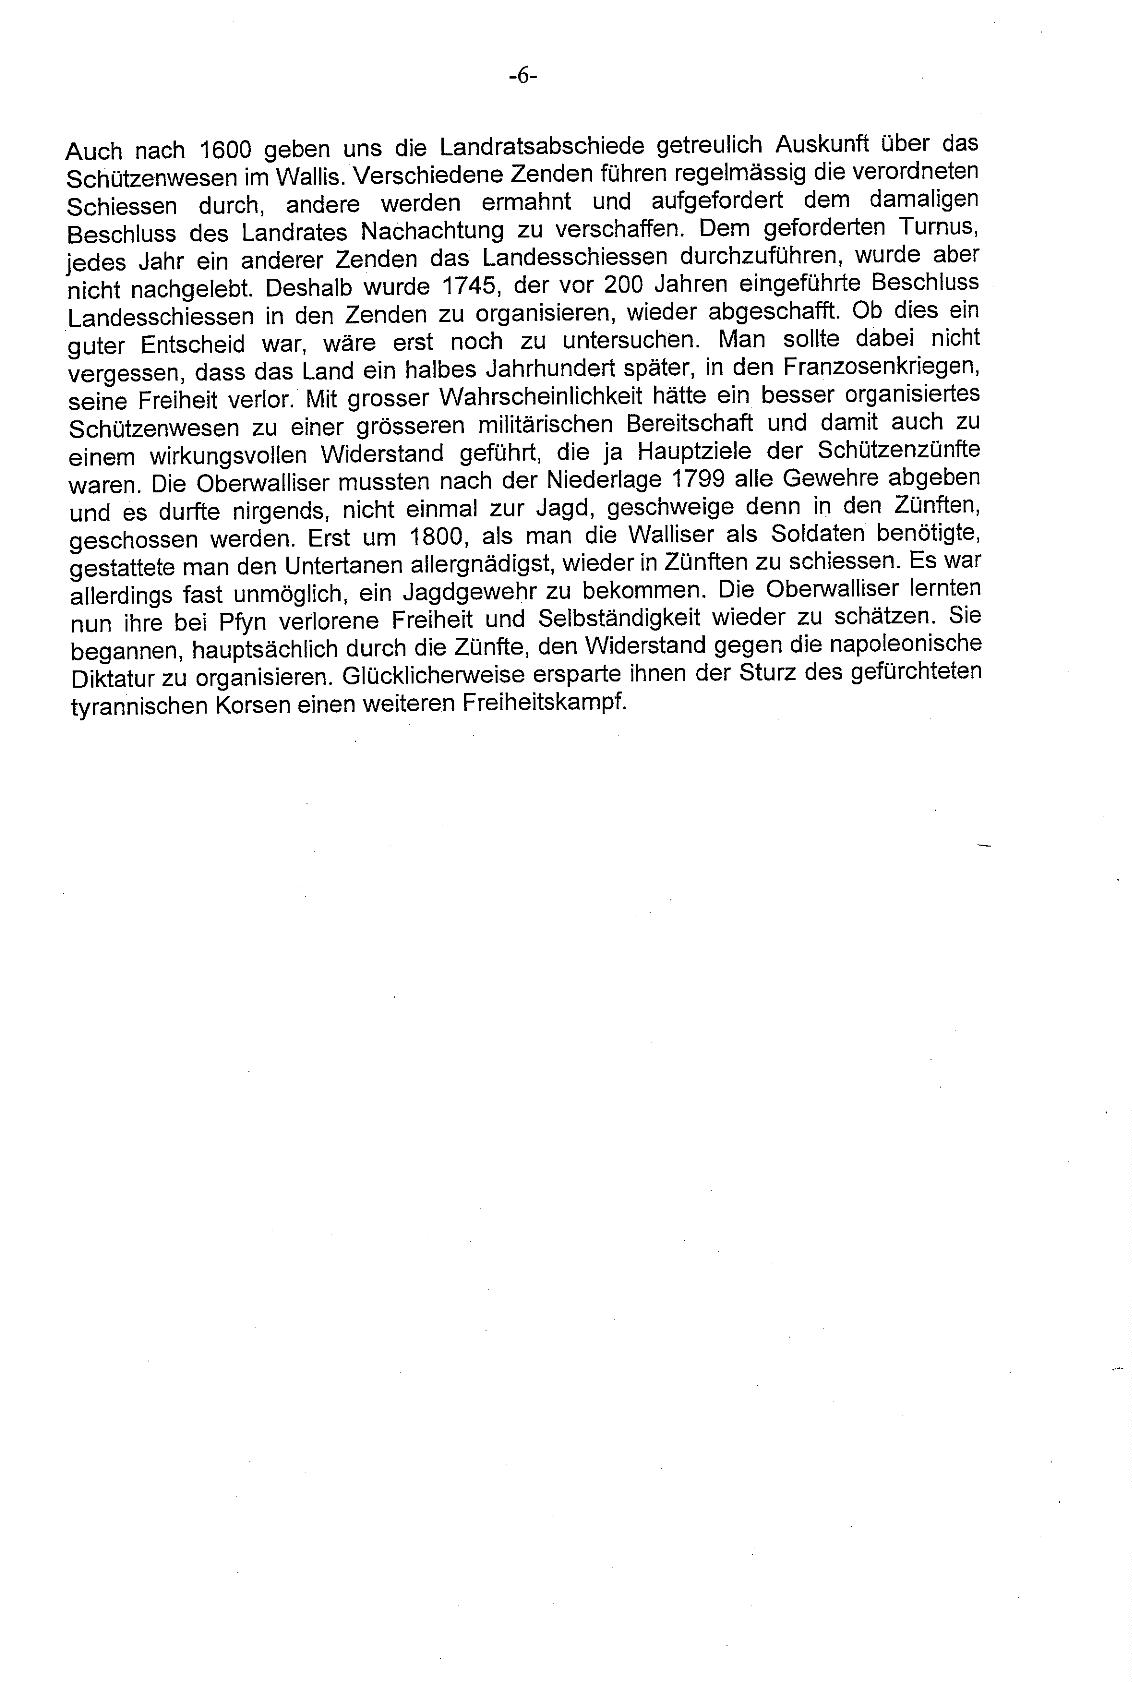 -6-
Auch nach 1600 geben uns die Landratsabschiede getreulich Auskunft über das
Schützenwesen im Wallis. Verschiedene Zenden führen regelmässig die verordneten
Schiessen durch, andere werden ermahnt und aufgefordert dem damaligen
Beschluss des Landrates Nachachtung zu verschaffen. Dem geforderten Turnus,
jedes Jahr ein anderer Zenden das Landesschiessen durchzuführen, wurde aber
nicht nachgelebt. Deshalb wurde 1745, der vor 200 Jahren eingeführte Beschluss
Landesschiessen in den Zenden zu organisieren, wieder abgeschafft. Ob dies ein
guter Entscheid war, wäre erst noch zu untersuchen. Man sollte dabei nicht
vergessen, dass das Land ein halbes Jahrhundert später, in den Franzosenkriegen,
seine Freiheit verlor. Mit grosser Wahrscheinlichkeit hätte ein besser organisiertes
Schützenwesen zu einer grösseren militärischen Bereitschaft und damit auch zu
einem wirkungsvollen Widerstand geführt, die ja Hauptziele der Schützenzünfte
waren. Die Oberwalliser mussten nach der Niederlage 1799 alle Gewehre abgeben
und es durfte nirgends, nicht einmal zur Jagd, geschweige denn in den Zünften,
geschossen werden. Erst um 1800, als man die Walliser als Soldaten benötigte,
gestattete man den Untertanen allergnädigst, wieder in Zünften zu schiessen. Es war
allerdings fast unmöglich, ein Jagdgewehr zu bekommen. Die Oberwalliser lernten
nun ihre bei Pfyn verlorene Freiheit und Selbständigkeit wieder zu schätzen. Sie
begannen, hauptsächlich durch die Zünfte, den Widerstand gegen die napoleonische
Diktatur zu organisieren. Glücklicherweise ersparte ihnen der Sturz des gefürchteten
tyrannischen Korsen einen weiteren Freiheitskampf.